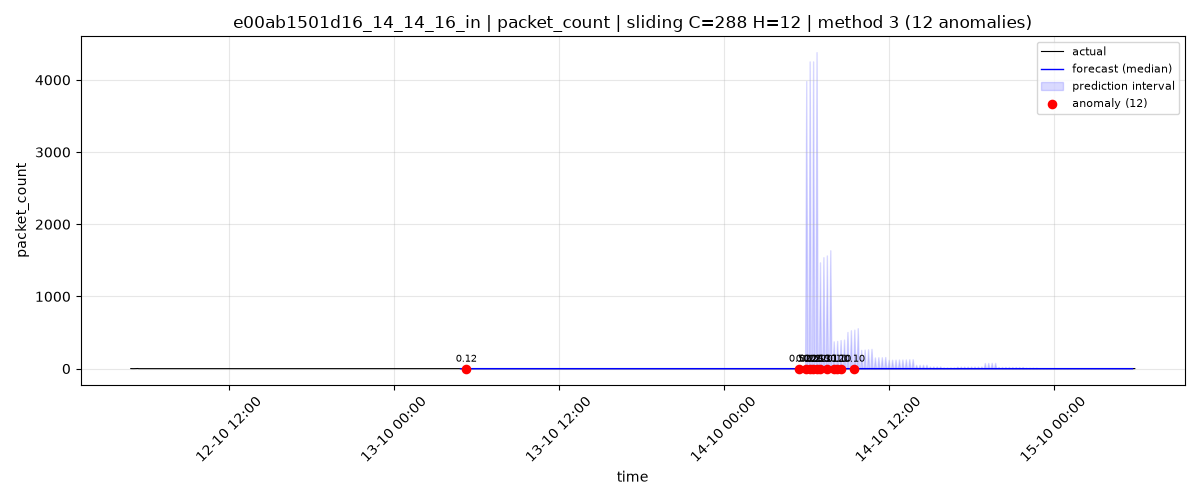 e00ab1501d16_14_14_16_in | packet_count | sliding C=288 H=12 | method 3 (12 anomalies)
actual
forecast (median)
prediction interval
anomaly (12)
packet_count
4000
3000
2000
1000
0
0.12
12-10 12:00
13-10 00:00
13-10 12:00
14-10 00:00
14-10 12:00
15-10 00:00
time